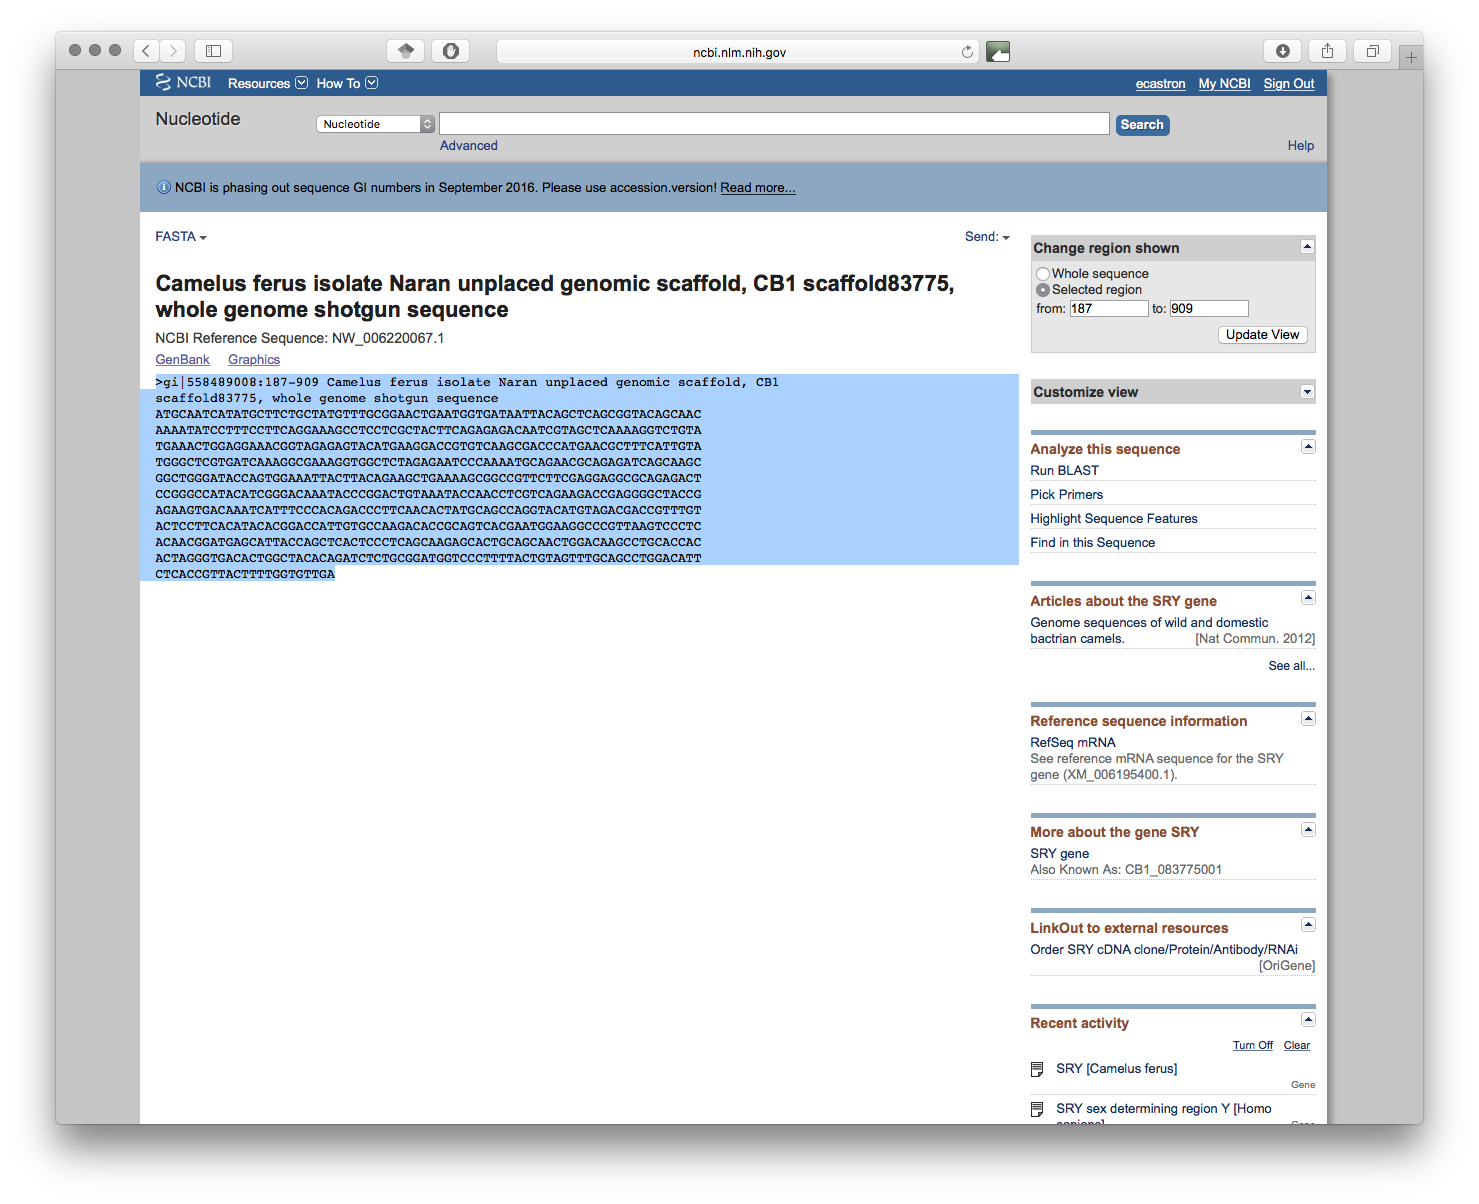 ncbi.nlm.nih.gov
NCBI Resources How To ecastron My NCBI Sign Out
Nucleotide Nucleotide Search
Advanced Help
NCBI is phasing out sequence GI numbers in September 2016. Please use accession.version! Read more...
FASTA Send:
Camelus ferus isolate Naran unplaced genomic scaffold, CB1 scaffold83775,
whole genome shotgun sequence
NCBI Reference Sequence: NW_006220067.1
GenBank Graphics
>gi|558489008:187-909 Camelus ferus isolate Naran unplaced genomic scaffold, CB1
scaffold83775, whole genome shotgun sequence
ATGCAATCATATGCTTCTGCTATGTTTGCGGAACTGAATGGTGATAATTACAGCTCAGCGGTACAGCAAC
AAAATATCCTTTCCTTCAGGAAAGCCTCCTCGCTACTTCAGAGAGACAATCGTAGCTCAAAAGGTCTGTA
TGAAACTGGAGGAAACGGTAGAGAGTACATGAAGGACCGTGTCAAGCGACCCATGAACGCTTTCATTGTA
TGGGCTCGTGATCAAAGGCGAAAGGTGGCTCTAGAGAATCCCAAAATGCAGAACGCAGAGATCAGCAAGC
GGCTGGGATACCAGTGGAAATTACTTACAGAAGCTGAAAAGCGGCCGTTCTTCGAGGAGGCGCAGAGACT
CCGGGCCATACATCGGGACAAATACCCGGACTGTAAATACCAACCTCGTCAGAAGACCGAGGGGCTACCG
AGAAGTGACAAATCATTTCCCACAGACCCTTCAACACTATGCAGCCAGGTACATGTAGACGACCGTTTGT
ACTCCTTCACATACACGGACCATTGTGCCAAGACACCGCAGTCACGAATGGAAGGCCCGTTAAGTCCCTC
ACAACGGATGAGCATTACCAGCTCACTCCCTCAGCAAGAGCACTGCAGCAACTGGACAAGCCTGCACCAC
ACTAGGGTGACACTGGCTACACAGATCTCTGCGGATGGTCCCTTTTACTGTAGTTTGCAGCCTGGACATT
CTCACCGTTACTTTTGGTGTTGA
Change region shown
Whole sequence
Selected region
from: 187 to: 909
Update View
Customize view
Analyze this sequence
Run BLAST
Pick Primers
Highlight Sequence Features
Find in this Sequence
Articles about the SRY gene
Genome sequences of wild and domestic
bactrian camels. [Nat Commun. 2012]
See all...
Reference sequence information
RefSeq mRNA
See reference mRNA sequence for the SRY
gene (XM_006195400.1).
More about the gene SRY
SRY gene
Also Known As: CB1_083775001
LinkOut to external resources
Order SRY cDNA clone/Protein/Antibody/RNAi
[OriGene]
Recent activity
Turn Off Clear
SRY [Camelus ferus]
Gene
SRY sex determining region Y [Homo